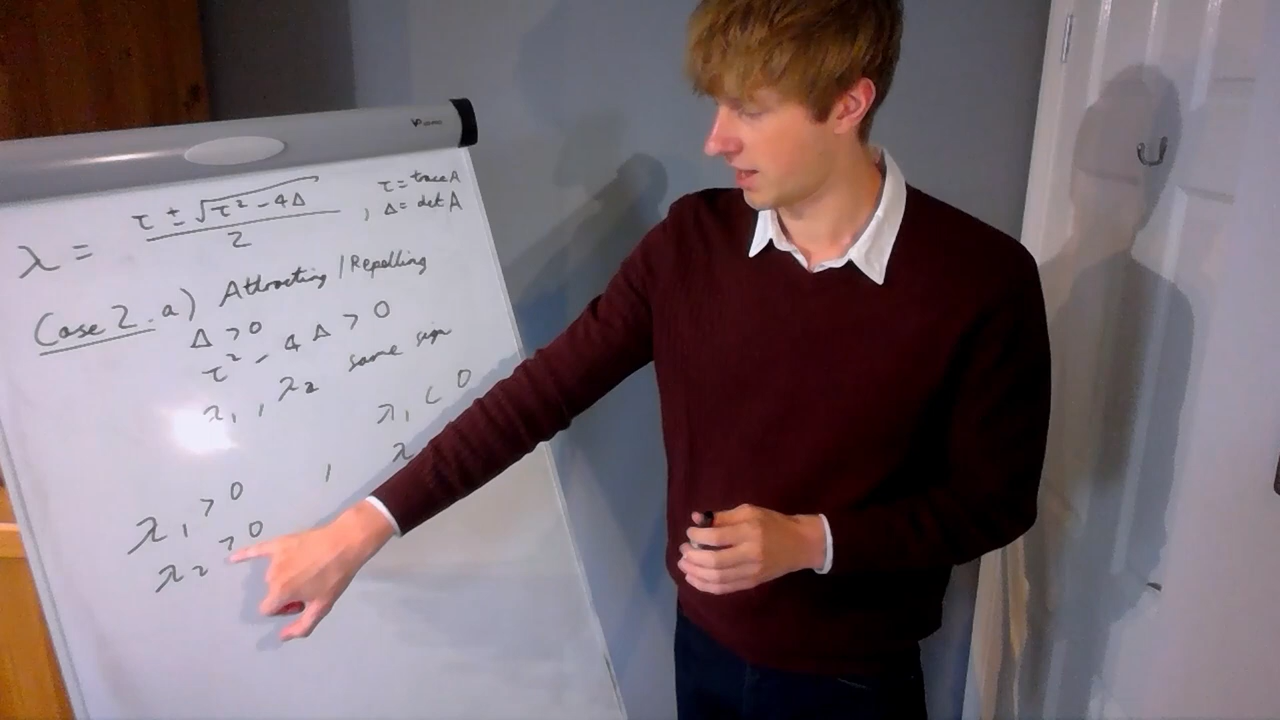 λ = τ ± √τ² - 4Δ / 2 , τ = trace A
Δ = det A
Case 2.a) Attracting / Repelling
Δ > 0
τ² - 4Δ > 0
λ₁ , λ₂ same sign
λ₁ > 0 , λ₁ < 0
λ₂ > 0 λ